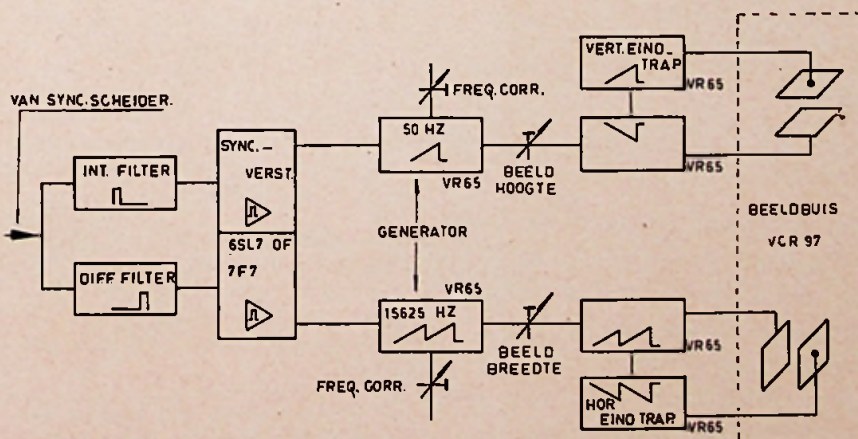 VAN SYNC.SCHEIDER.
INT. FILTER
DIFF FILTER
SYNC.–
VERST.
6SL7 OF
7F7
FREQ.CORR.
50 HZ
VR65
BEELD
HOOGTE
GENERATOR
VR65
15625 HZ
FREQ.CORR.
BEELD
BREEDTE
VERT.EINO_
TRAP
VR65
VR65
VR65
HOR
EINO TRAP.
VR65
BEELDBUIS
VCR 97